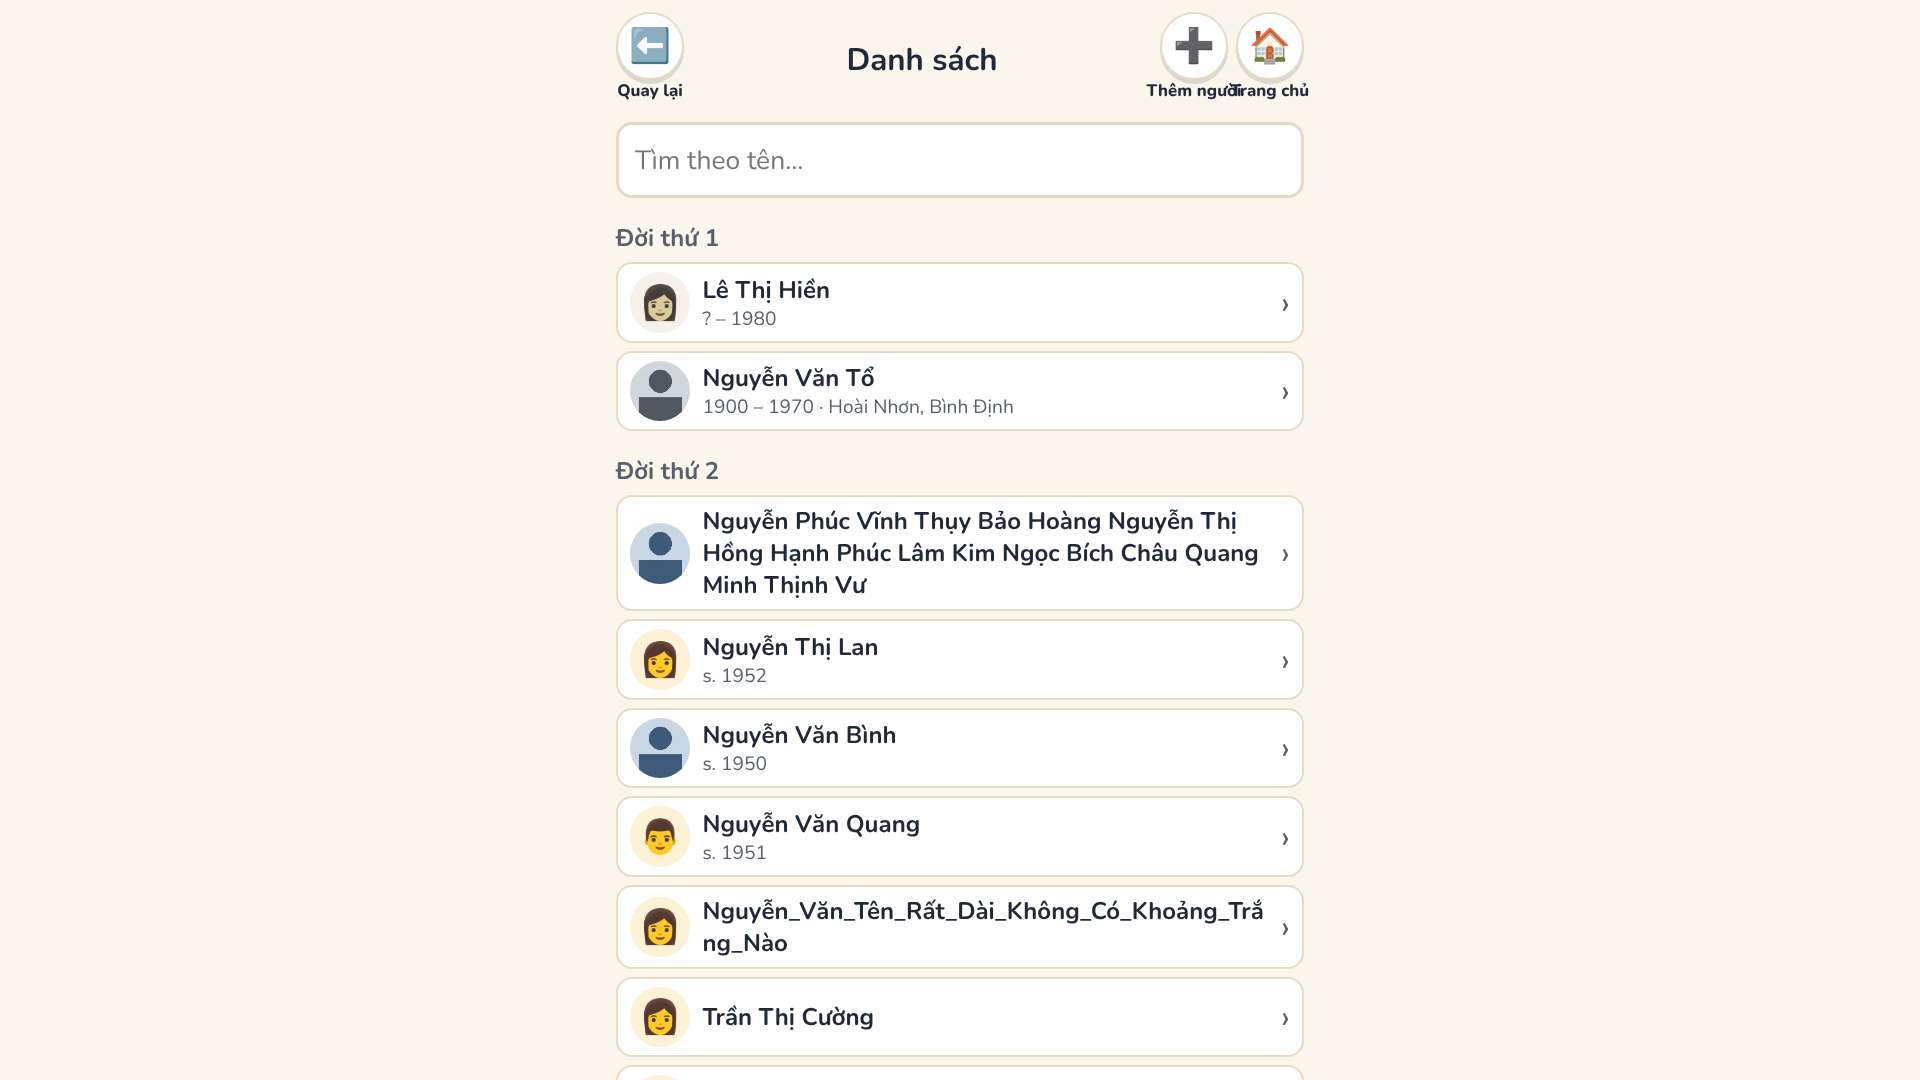 Danh sách
Quay lại
Thêm người
Trang chủ
Tìm theo tên...
Đời thứ 1
Lê Thị Hiền
? – 1980
Nguyễn Văn Tổ
1900 – 1970 · Hoài Nhơn, Bình Định
Đời thứ 2
Nguyễn Phúc Vĩnh Thụy Bảo Hoàng Nguyễn Thị
Hồng Hạnh Phúc Lâm Kim Ngọc Bích Châu Quang
Minh Thịnh Vư
Nguyễn Thị Lan
s. 1952
Nguyễn Văn Bình
s. 1950
Nguyễn Văn Quang
s. 1951
Nguyễn_Văn_Tên_Rất_Dài_Không_Có_Khoảng_Trắ
ng_Nào
Trần Thị Cường